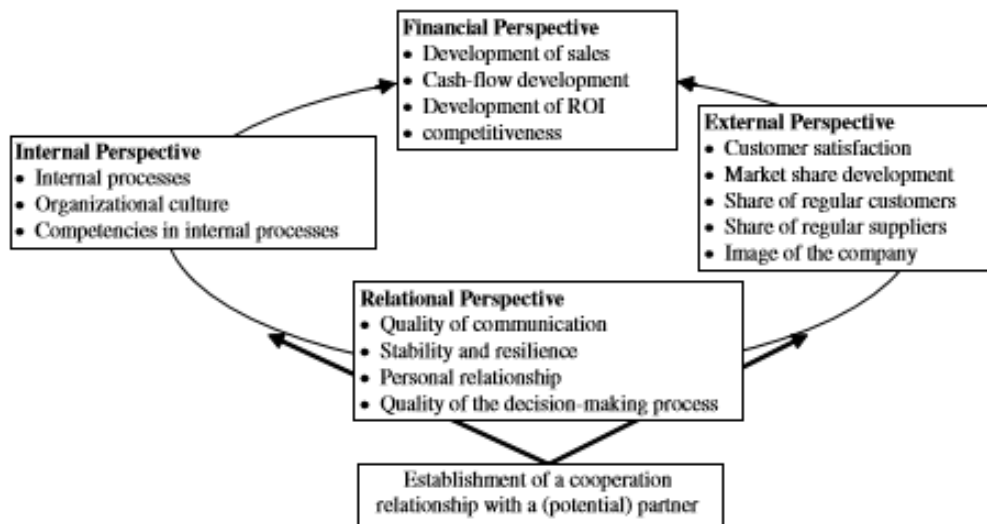 Financial Perspective
• Development of sales
• Cash-flow development
• Development of ROI
• competitiveness
Internal Perspective
• Internal processes
• Organizational culture
• Competencies in internal processes
External Perspective
• Customer satisfaction
• Market share development
• Share of regular customers
• Share of regular suppliers
• Image of the company
Relational Perspective
• Quality of communication
• Stability and resilience
• Personal relationship
• Quality of the decision-making process
Establishment of a cooperation
relationship with a (potential) partner